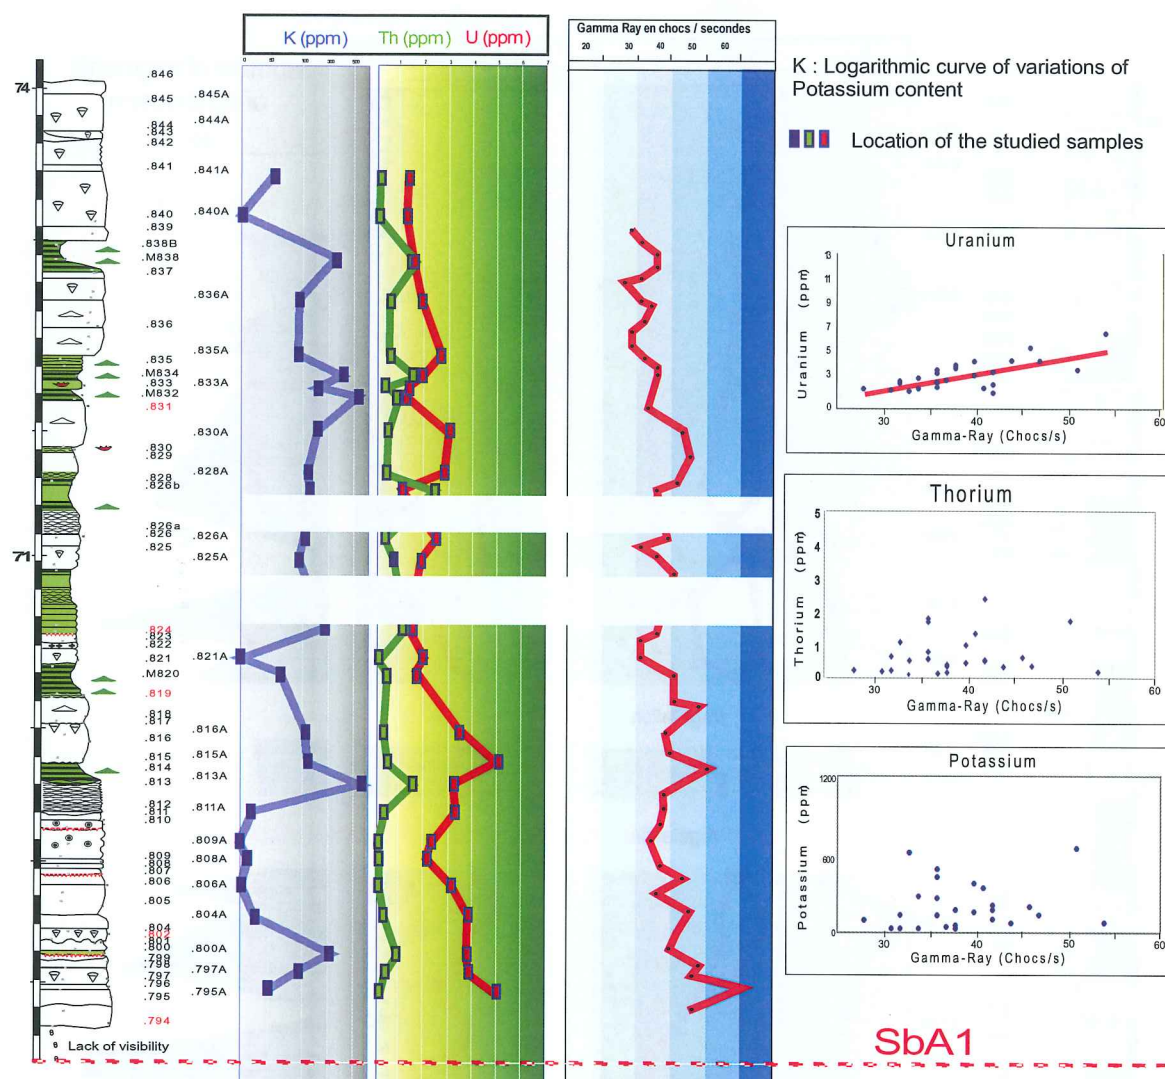 K (ppm)
Th (ppm) U (ppm)
Gamma Ray en chocs / secondes
20 30 40 50 60
K : Logarithmic curve of variations of
Potassium content
Location of the studied samples
74
71
.846
.845
.844
.843
.842
.841
.840
.839
.838B
.M838
.837
.836
.835
.M834
.833
.M832
.831
.830
.829
.828
.826b
.826a
.826
.825
.824
.823
.822
.821
.M820
.819
.818
.817
.816
.815
.814
.813
.812
.811
.810
.809
.808
.807
.806
.805
.804
.802
.801
.800
.799
.798
.797
.796
.795
.794
.845A
.844A
.841A
.840A
.836A
.835A
.833A
.830A
.828A
.826A
.825A
.821A
.816A
.815A
.813A
.811A
.809A
.808A
.806A
.804A
.800A
.797A
.795A
Lack of visibility
Uranium
Uranium (ppm)
13
11
9
7
5
3
0
30 40 50 60
Gamma-Ray (Chocs/s)
Thorium
Thorium (ppm)
5
4
3
2
1
0
30 40 50 60
Gamma-Ray (Chocs/s)
Potassium
Potassium (ppm)
1200
600
0
30 40 50 60
Gamma-Ray (Chocs/s)
SbA1